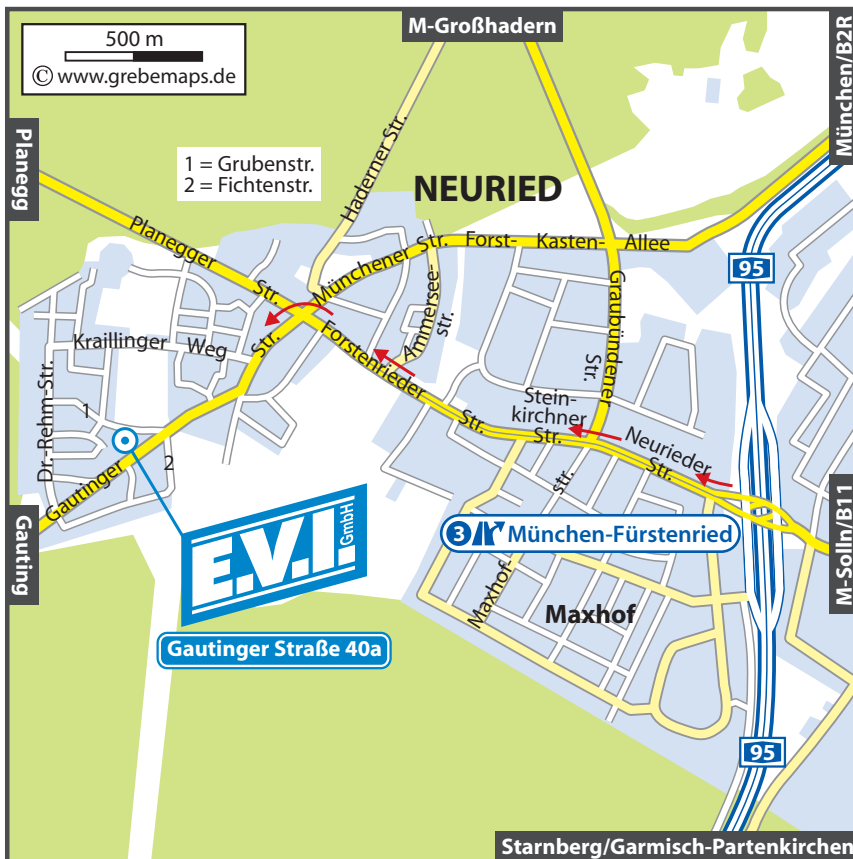 500 m
© www.grebemaps.de
M-Großhadern
München/B2R
Planegg
1 = Grubenstr.
2 = Fichtenstr.
Haderner Str.
NEURIED
Planegger
Str.
Münchener Str.
Forst-
Kasten-
Allee
95
Ammersee-
str.
Graubündener
Str.
Kraillinger Weg
Str.
Forstenrieder
Str.
Stein-
kirchner
Str.
Neurieder
Str.
Dr.-Rehm-Str.
1
2
Gautinger
Gauting
E.V.I.
GmbH
Gautinger Straße 40a
3 München-Fürstenried
Maxhof-
str.
Maxhof
M-Solln/B11
95
Starnberg/Garmisch-Partenkirchen